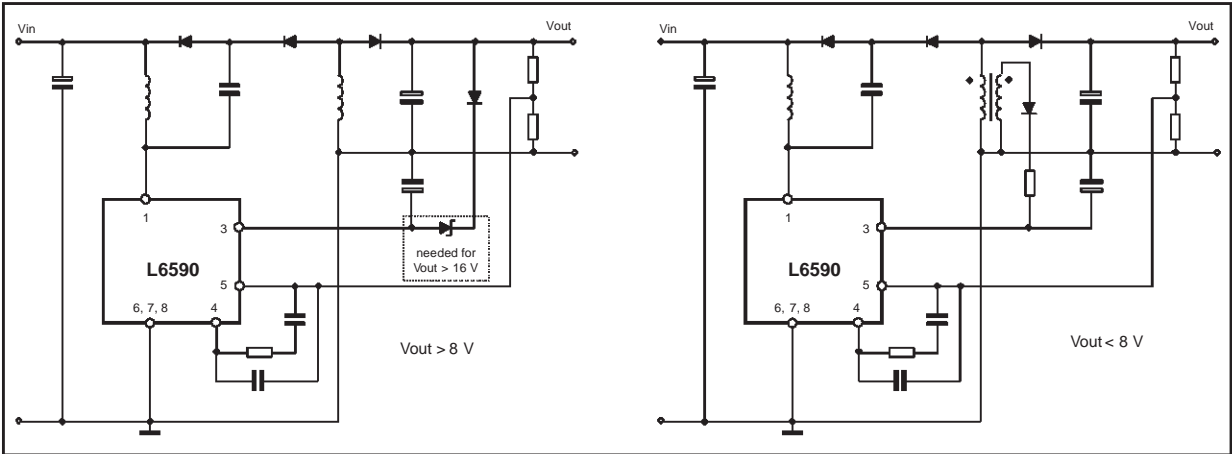 Vin
Vout
1
3
L6590
needed for
Vout > 16 V
5
6, 7, 8
4
Vout > 8 V
Vin
Vout
1
3
L6590
5
6, 7, 8
4
Vout < 8 V